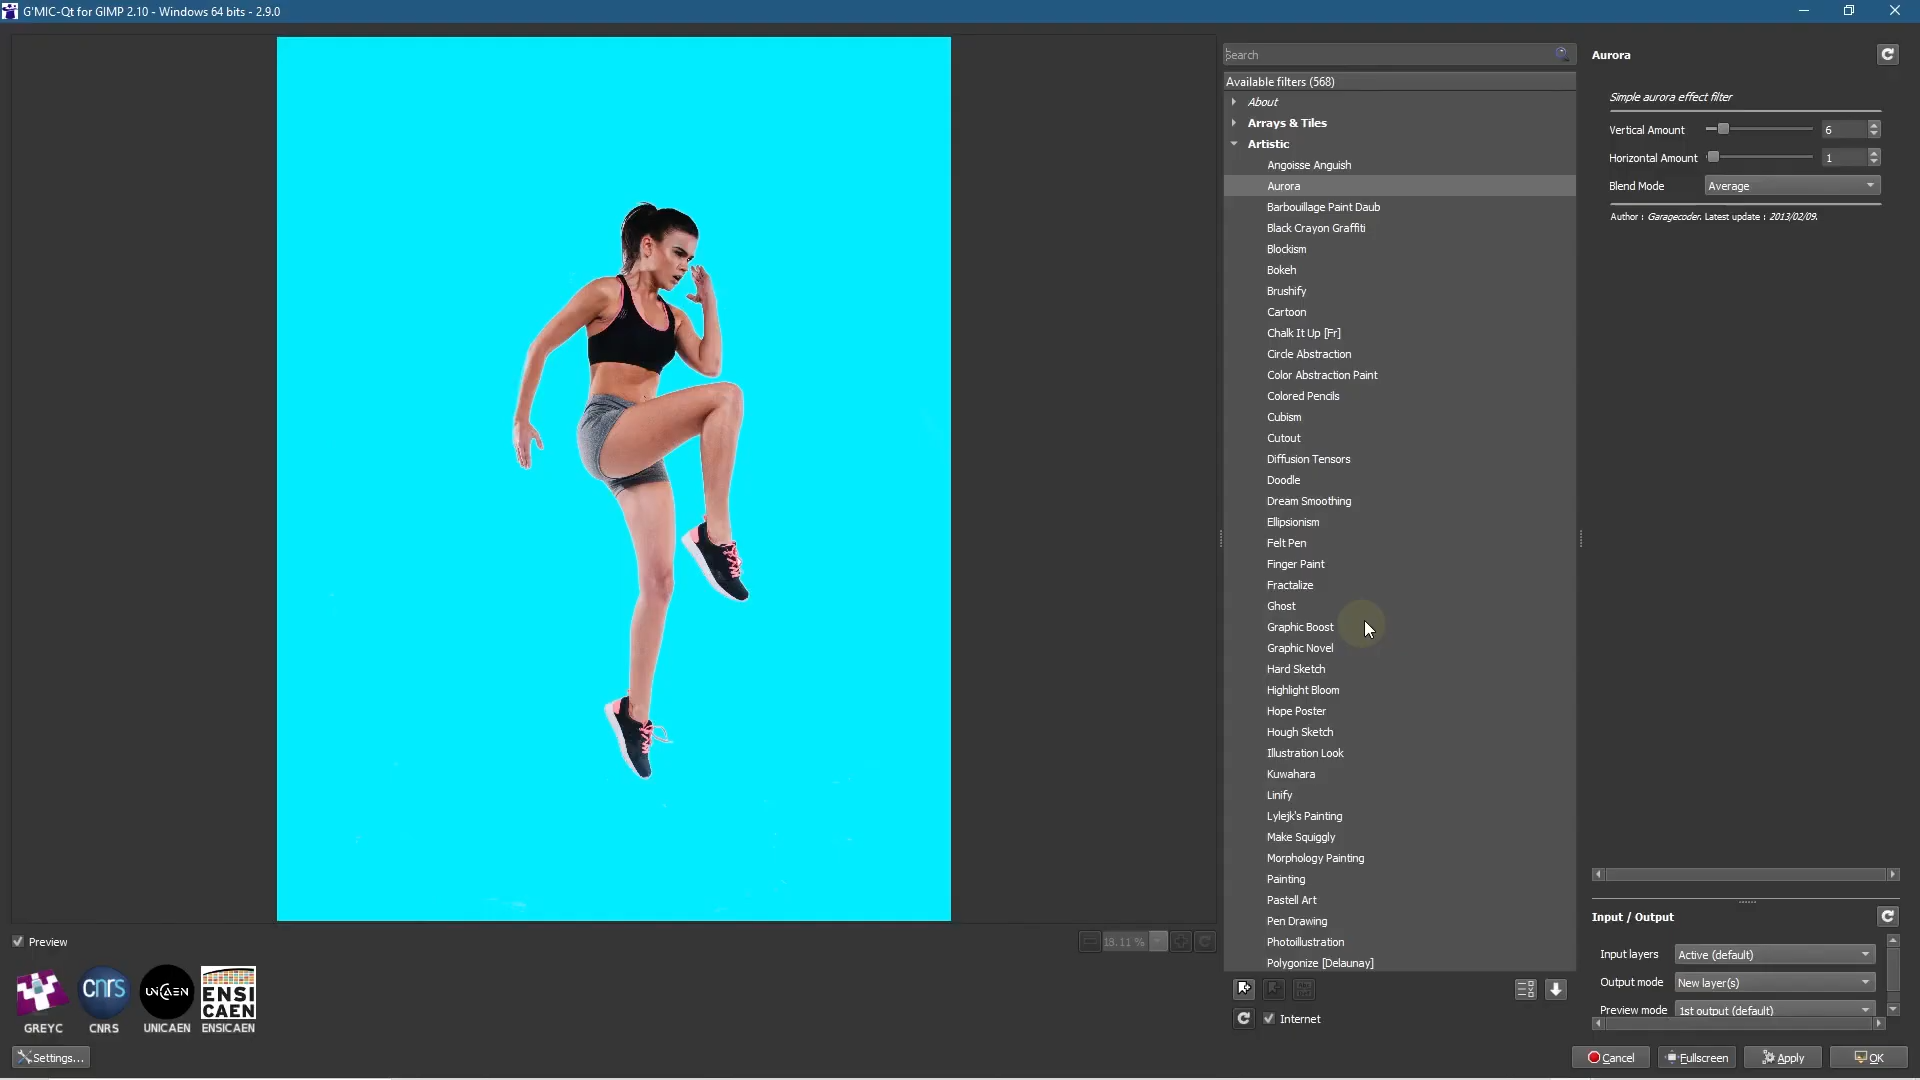 G'MIC-Qt for GIMP 2.10 - Windows 64 bits - 2.9.0
Search
Available filters (568)
About
Arrays & Tiles
Artistic
Angoisse Anguish
Aurora
Barbouillage Paint Daub
Black Crayon Graffiti
Blockism
Bokeh
Brushify
Cartoon
Chalk It Up [Fr]
Circle Abstraction
Color Abstraction Paint
Colored Pencils
Cubism
Cutout
Diffusion Tensors
Doodle
Dream Smoothing
Ellipsionism
Felt Pen
Finger Paint
Fractalize
Ghost
Graphic Boost
Graphic Novel
Hard Sketch
Highlight Bloom
Hope Poster
Hough Sketch
Illustration Look
Kuwahara
Linify
Lylejk's Painting
Make Squiggly
Morphology Painting
Painting
Pastell Art
Pen Drawing
Photoillustration
Polygonize [Delaunay]
Internet
Aurora
Simple aurora effect filter
Vertical Amount 6
Horizontal Amount 1
Blend Mode Average
Author : Garagecoder. Latest update : 2013/02/09.
Input / Output
Input layers Active (default)
Output mode New layer(s)
Preview mode 1st output (default)
Preview
13.11 %
cnrs
UNICAEN
ENSI
CAEN
GREYC CNRS UNICAEN ENSICAEN
Settings...
Cancel Fullscreen Apply OK